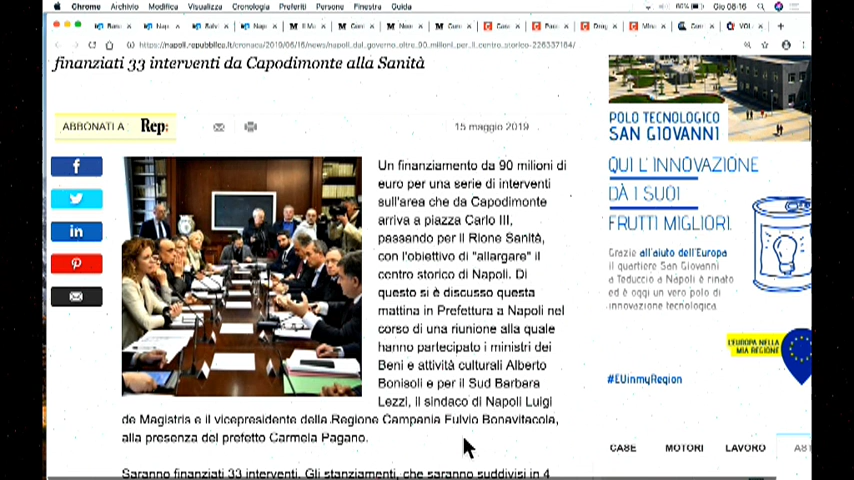 Chrome Archivio Modifica Visualizza Cronologia Preferiti Persone Finestra Guida
Gio 08:16
finanziati 33 interventi da Capodimonte alla Sanità
ABBONATI A Rep:
15 maggio 2019
Un finanziamento da 90 milioni di
euro per una serie di interventi
sull'area che da Capodimonte
arriva a piazza Carlo III,
passando per il Rione Sanità,
con l'obiettivo di "allargare" il
centro storico di Napoli. Di
questo si è discusso questa
mattina in Prefettura a Napoli nel
corso di una riunione alla quale
hanno partecipato i ministri dei
Beni e attività culturali Alberto
Bonisoli e per il Sud Barbara
Lezzi, il sindaco di Napoli Luigi
de Magistris e il vicepresidente della Regione Campania Fulvio Bonavitacola,
alla presenza del prefetto Carmela Pagano.
Saranno finanziati 33 interventi. Gli stanziamenti, che saranno suddivisi in 4
POLO TECNOLOGICO
SAN GIOVANNI
QUI L'INNOVAZIONE
DÀ I SUOI
FRUTTI MIGLIORI.
Grazie all'aiuto dell'Europa
il quartiere San Giovanni
a Teduccio a Napoli è rinato
ed è oggi un vero polo di
innovazione tecnologica
L'EUROPA NELLA
MIA REGIONE
#EUinmyRegion
CASE MOTORI LAVORO